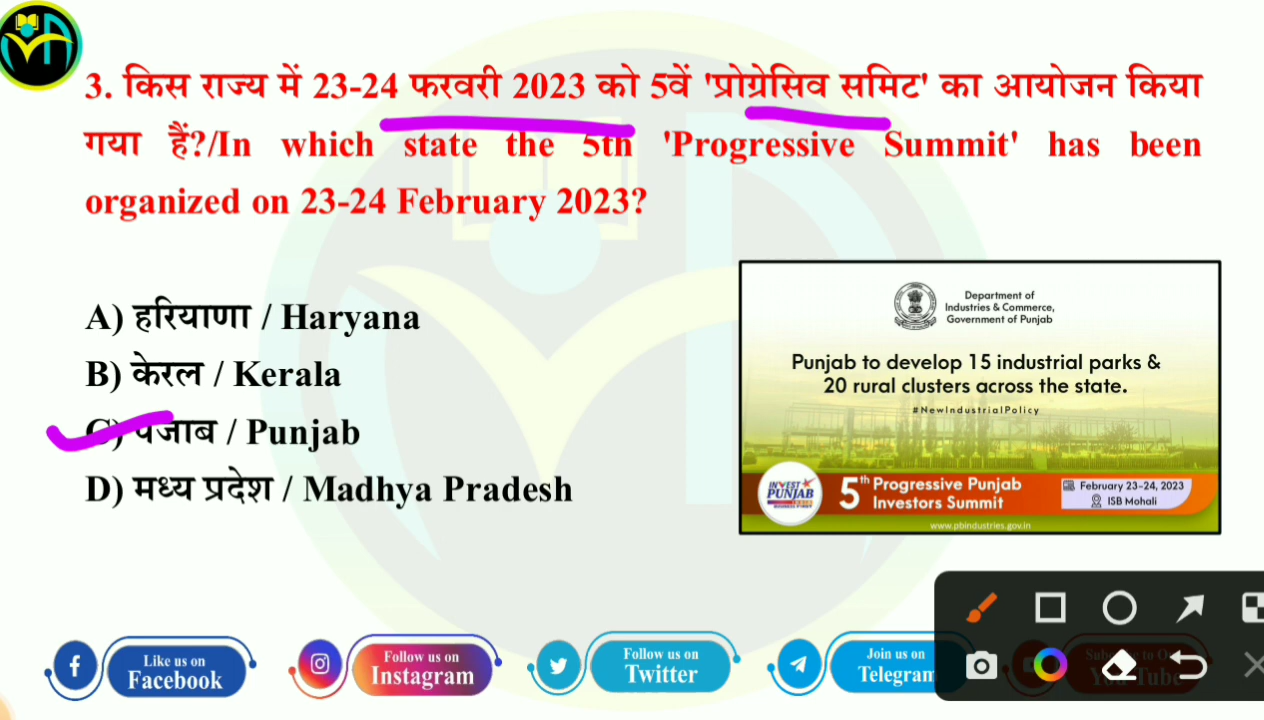 3. किस राज्य में 23-24 फरवरी 2023 को 5वें 'प्रोग्रेसिव समिट' का आयोजन किया
गया हैं?/In which state the 5th 'Progressive Summit' has been
organized on 23-24 February 2023?
A) हरियाणा / Haryana
B) केरल / Kerala
C) पंजाब / Punjab
D) मध्य प्रदेश / Madhya Pradesh
Department of
Industries & Commerce,
Government of Punjab
Punjab to develop 15 industrial parks &
20 rural clusters across the state.
#NewIndustrialPolicy
INVEST
PUNJAB
5th Progressive Punjab
Investors Summit
February 23-24, 2023
ISB Mohali
www.pbindustries.gov.in
Like us on
Facebook
Follow us on
Instagram
Follow us on
Twitter
Join us on
Telegram